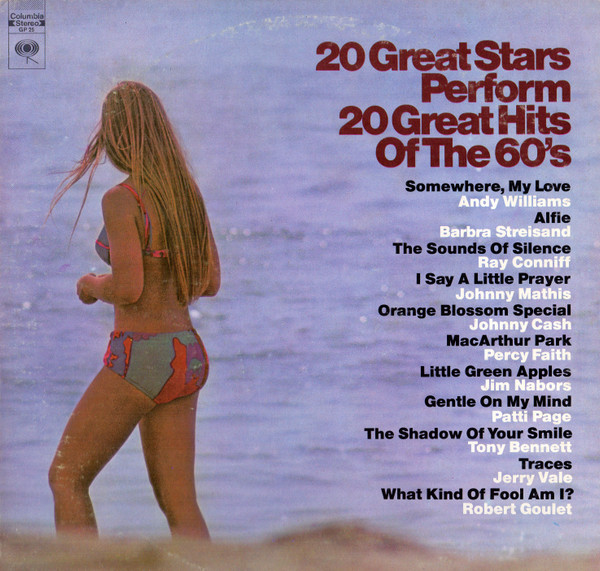 Columbia
Stereo
GP 25
20 Great Stars
Perform
20 Great Hits
Of The 60's
Somewhere, My Love
Andy Williams
Alfie
Barbra Streisand
The Sounds Of Silence
Ray Conniff
I Say A Little Prayer
Johnny Mathis
Orange Blossom Special
Johnny Cash
MacArthur Park
Percy Faith
Little Green Apples
Jim Nabors
Gentle On My Mind
Patti Page
The Shadow Of Your Smile
Tony Bennett
Traces
Jerry Vale
What Kind Of Fool Am I?
Robert Goulet